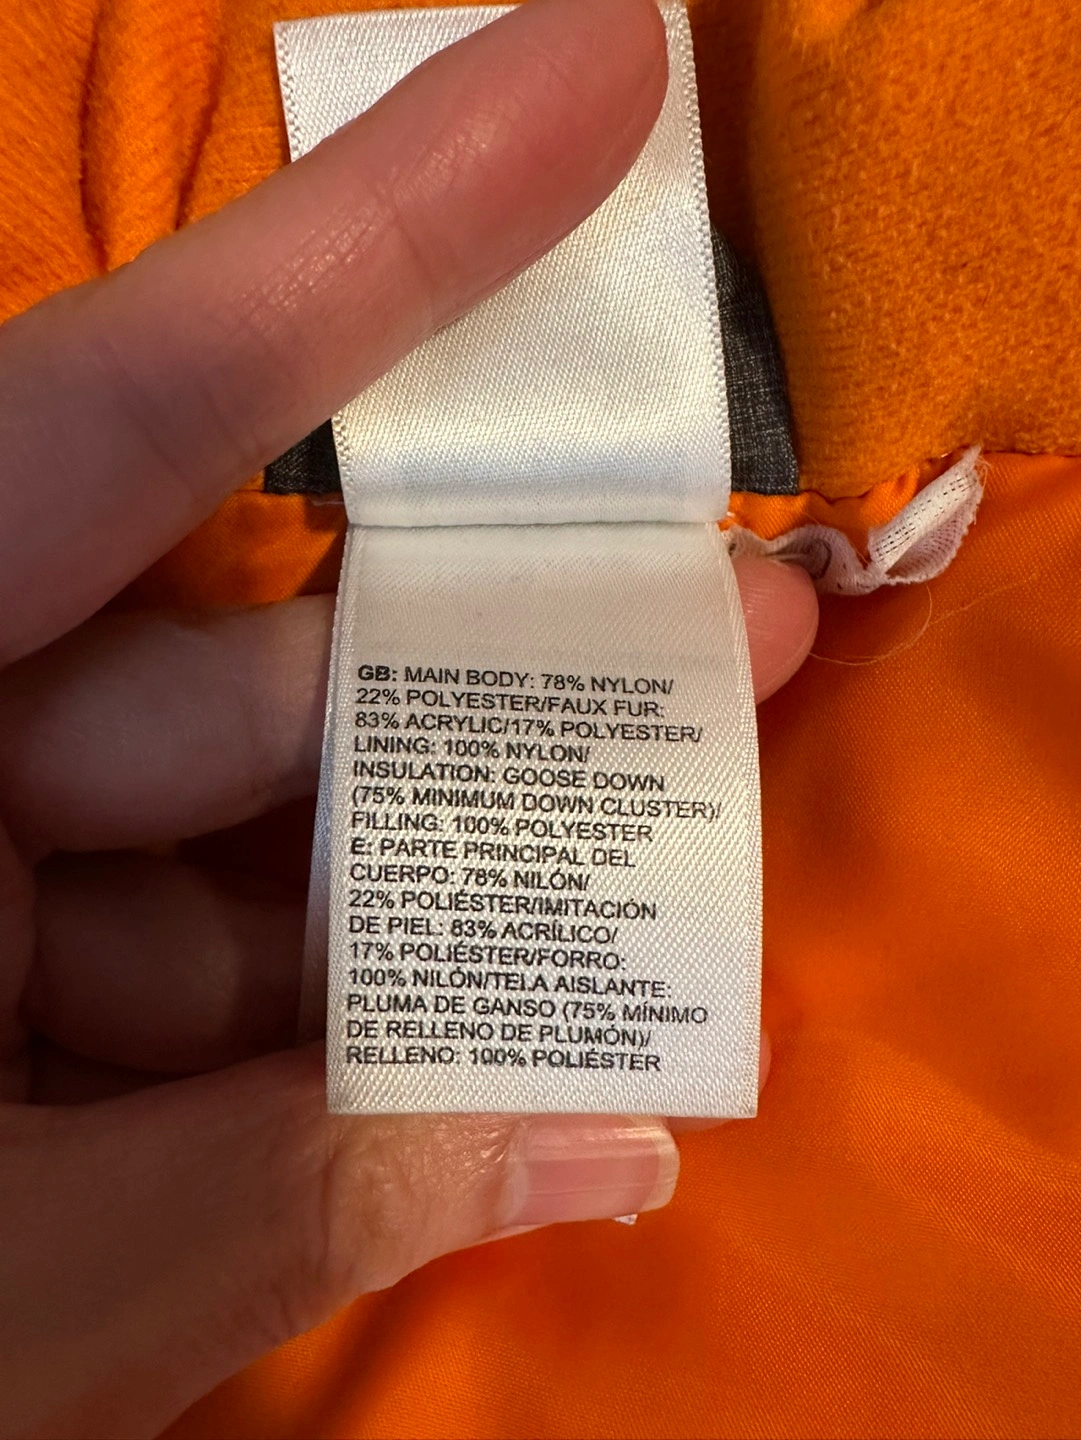 GB: MAIN BODY: 78% NYLON/
22% POLYESTER/FAUX FUR:
83% ACRYLIC/17% POLYESTER/
LINING: 100% NYLON/
INSULATION: GOOSE DOWN
(75% MINIMUM DOWN CLUSTER)/
FILLING: 100% POLYESTER
E: PARTE PRINCIPAL DEL
CUERPO: 78% NILÓN/
22% POLIÉSTER/IMITACIÓN
DE PIEL: 83% ACRÍLICO/
17% POLIÉSTER/FORRO:
100% NILÓN/TELA AISLANTE:
PLUMA DE GANSO (75% MÍNIMO
DE RELLENO DE PLUMÓN)/
RELLENO: 100% POLIÉSTER